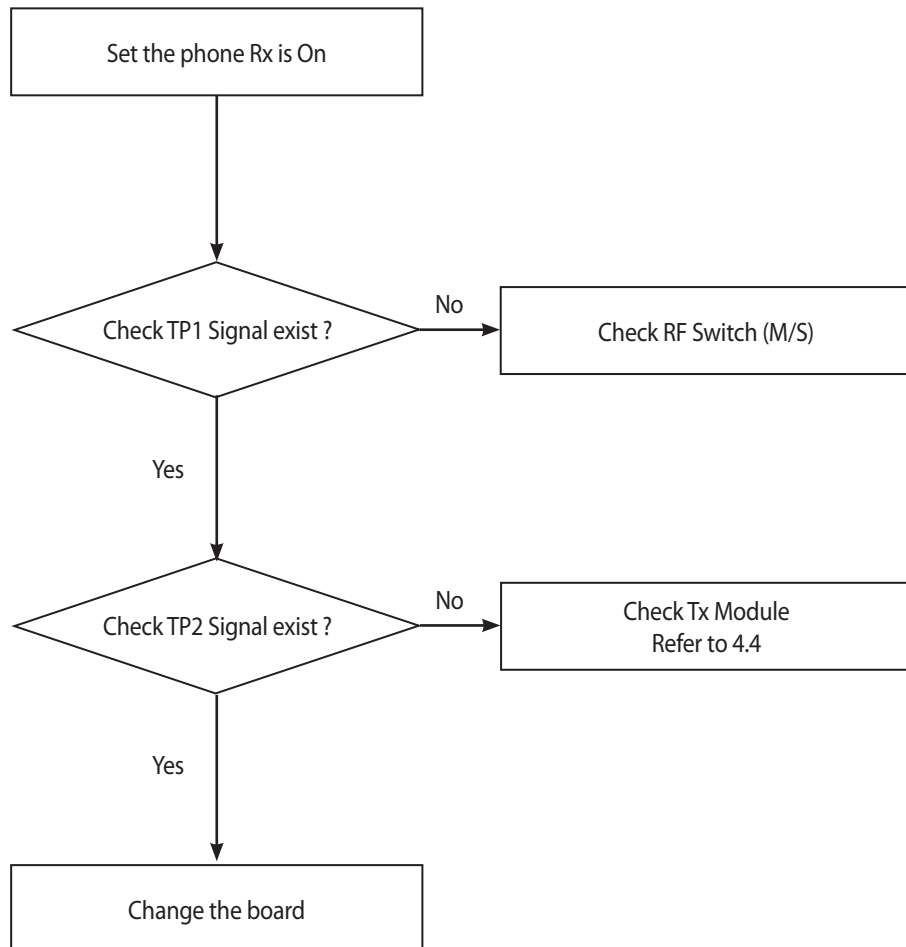 Set the phone Rx is On
Check TP1 Signal exist ?
No
Check RF Switch (M/S)
Yes
Check TP2 Signal exist ?
No
Check Tx Module
Refer to 4.4
Yes
Change the board